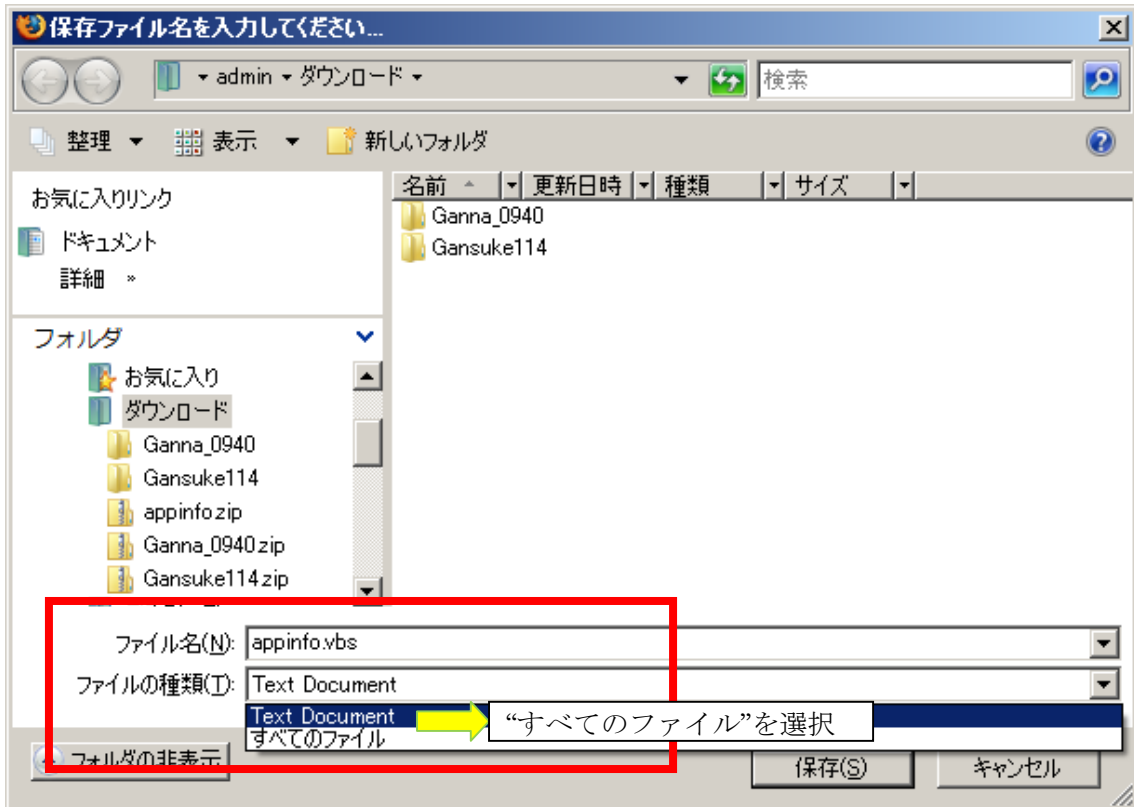 保存ファイル名を入力してください...
admin ダウンロード
検索
整理 表示 新しいフォルダ
お気に入りリンク
ドキュメント
詳細 »
フォルダ
お気に入り
ダウンロード
Ganna_0940
Gansuke114
appinfo.zip
Ganna_0940.zip
Gansuke114.zip
名前 更新日時 種類 サイズ
Ganna_0940
Gansuke114
ファイル名(N): appinfo.vbs
ファイルの種類(T): Text Document
Text Document
すべてのファイル
“すべてのファイル”を選択
フォルダの非表示
保存(S) キャンセル